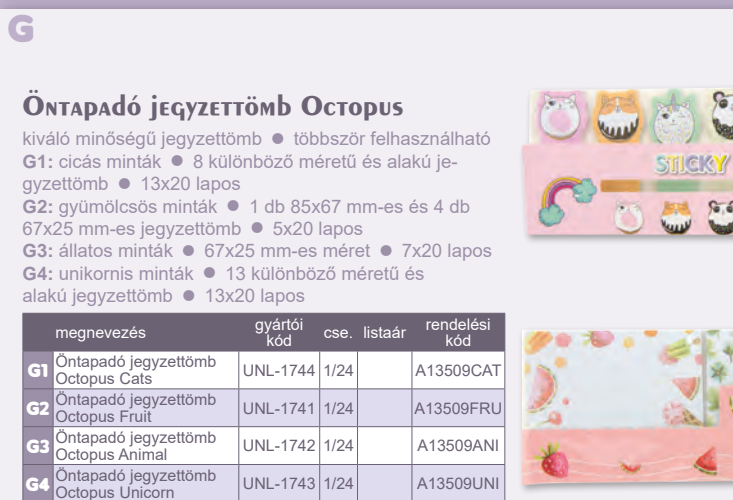 G
Öntapadó jegyzettömb Octopus
kiváló minőségű jegyzettömb ● többször felhasználható
G1: cicás minták ● 8 különböző méretű és alakú je-
gyzettömb ● 13x20 lapos
G2: gyümölcsös minták ● 1 db 85x67 mm-es és 4 db
67x25 mm-es jegyzettömb ● 5x20 lapos
G3: állatos minták ● 67x25 mm-es méret ● 7x20 lapos
G4: unikornis minták ● 13 különböző méretű és
alakú jegyzettömb ● 13x20 lapos
STICKY
megnevezés gyártói kód cse. listaár rendelési kód
G1 Öntapadó jegyzettömb Octopus Cats UNL-1744 1/24 A13509CAT
G2 Öntapadó jegyzettömb Octopus Fruit UNL-1741 1/24 A13509FRU
G3 Öntapadó jegyzettömb Octopus Animal UNL-1742 1/24 A13509ANI
G4 Öntapadó jegyzettömb Octopus Unicorn UNL-1743 1/24 A13509UNI